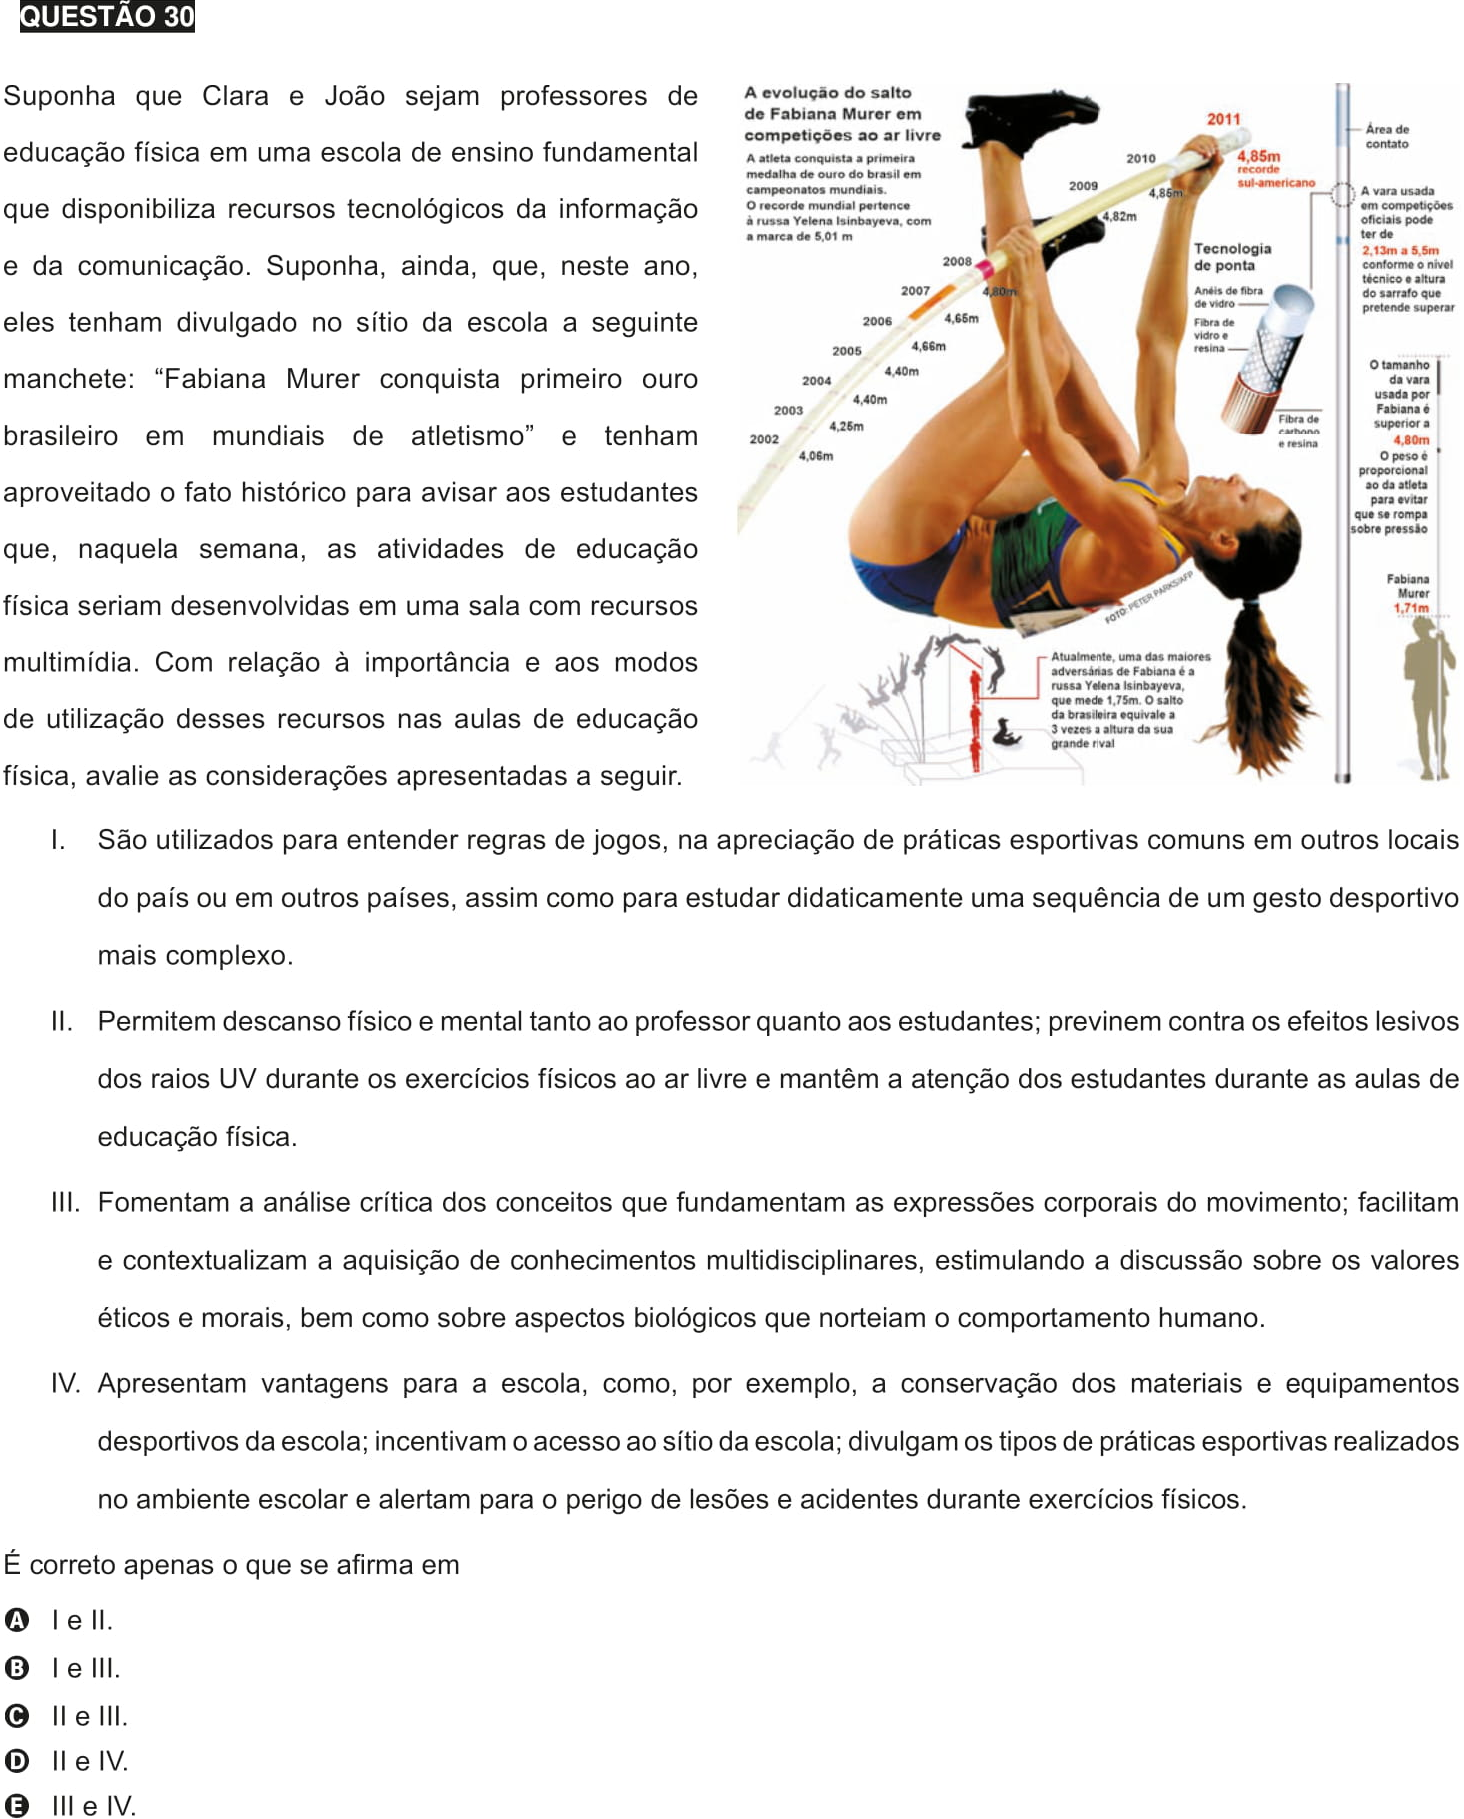 QUESTÃO 30
Suponha que Clara e João sejam professores de
educação física em uma escola de ensino fundamental
que disponibiliza recursos tecnológicos da informação
e da comunicação. Suponha, ainda, que, neste ano,
eles tenham divulgado no sítio da escola a seguinte
manchete: “Fabiana Murer conquista primeiro ouro
brasileiro em mundiais de atletismo” e tenham
aproveitado o fato histórico para avisar aos estudantes
que, naquela semana, as atividades de educação
física seriam desenvolvidas em uma sala com recursos
multimídia. Com relação à importância e aos modos
de utilização desses recursos nas aulas de educação
física, avalie as considerações apresentadas a seguir.
A evolução do salto
de Fabiana Murer em
competições ao ar livre
A atleta conquista a primeira
medalha de ouro do brasil em
campeonatos mundiais.
O recorde mundial pertence
à russa Yelena Isinbayeva, com
a marca de 5,01 m
2011
4,85m
recorde
sul-americano
2010
4,85m
2009
4,82m
2008
4,80m
2007
4,65m
2006
4,66m
2005
4,40m
2004
4,40m
2003
4,25m
2002
4,06m
Tecnologia
de ponta
Anéis de fibra
de vidro
Fibra de
vidro e
resina
Fibra de
carbono
e resina
Área de
contato
A vara usada
em competições
oficiais pode
ter de
2,13m a 5,5m
conforme o nível
técnico e altura
do sarrafo que
pretende superar
O tamanho
da vara
usada por
Fabiana é
superior a
4,80m
O peso é
proporcional
ao da atleta
para evitar
que se rompa
sobre pressão
Fabiana
Murer
1,71m
FOTO: PETER PARKS/AFP
Atualmente, uma das maiores
adversárias de Fabiana é a
russa Yelena Isinbayeva,
que mede 1,75m. O salto
da brasileira equivale a
3 vezes a altura da sua
grande rival
I. São utilizados para entender regras de jogos, na apreciação de práticas esportivas comuns em outros locais
do país ou em outros países, assim como para estudar didaticamente uma sequência de um gesto desportivo
mais complexo.
II. Permitem descanso físico e mental tanto ao professor quanto aos estudantes; previnem contra os efeitos lesivos
dos raios UV durante os exercícios físicos ao ar livre e mantêm a atenção dos estudantes durante as aulas de
educação física.
III. Fomentam a análise crítica dos conceitos que fundamentam as expressões corporais do movimento; facilitam
e contextualizam a aquisição de conhecimentos multidisciplinares, estimulando a discussão sobre os valores
éticos e morais, bem como sobre aspectos biológicos que norteiam o comportamento humano.
IV. Apresentam vantagens para a escola, como, por exemplo, a conservação dos materiais e equipamentos
desportivos da escola; incentivam o acesso ao sítio da escola; divulgam os tipos de práticas esportivas realizados
no ambiente escolar e alertam para o perigo de lesões e acidentes durante exercícios físicos.
É correto apenas o que se afirma em
A I e II.
B I e III.
C II e III.
D II e IV.
E III e IV.